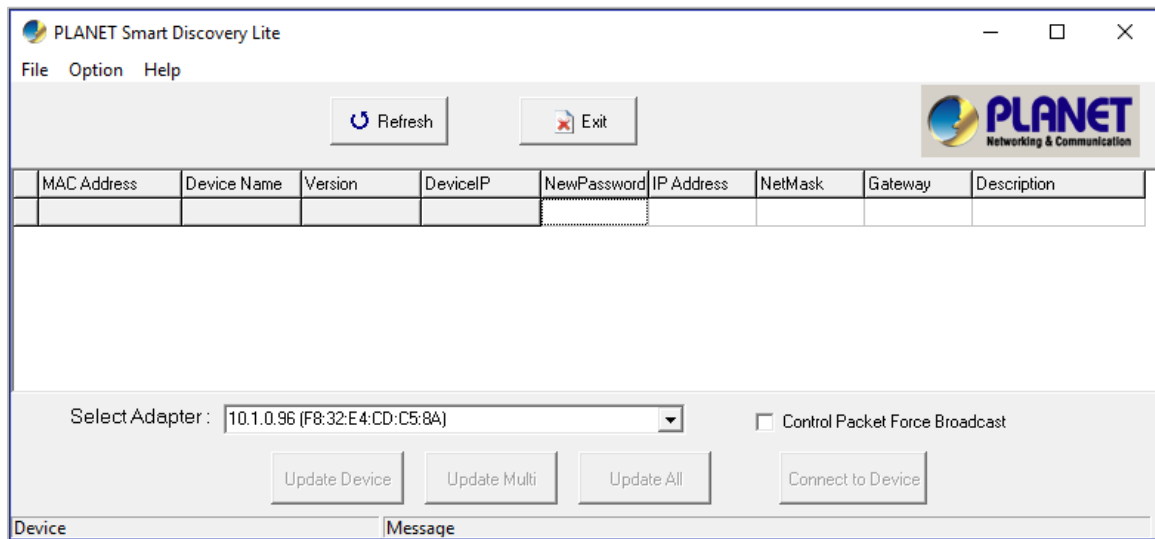 PLANET Smart Discovery Lite
File Option Help
Refresh Exit PLANET
Networking & Communication
MAC Address Device Name Version DeviceIP NewPassword IP Address NetMask Gateway Description
Select Adapter : 10.1.0.96 (F8:32:E4:CD:C5:8A) Control Packet Force Broadcast
Update Device Update Multi Update All Connect to Device
Device Message